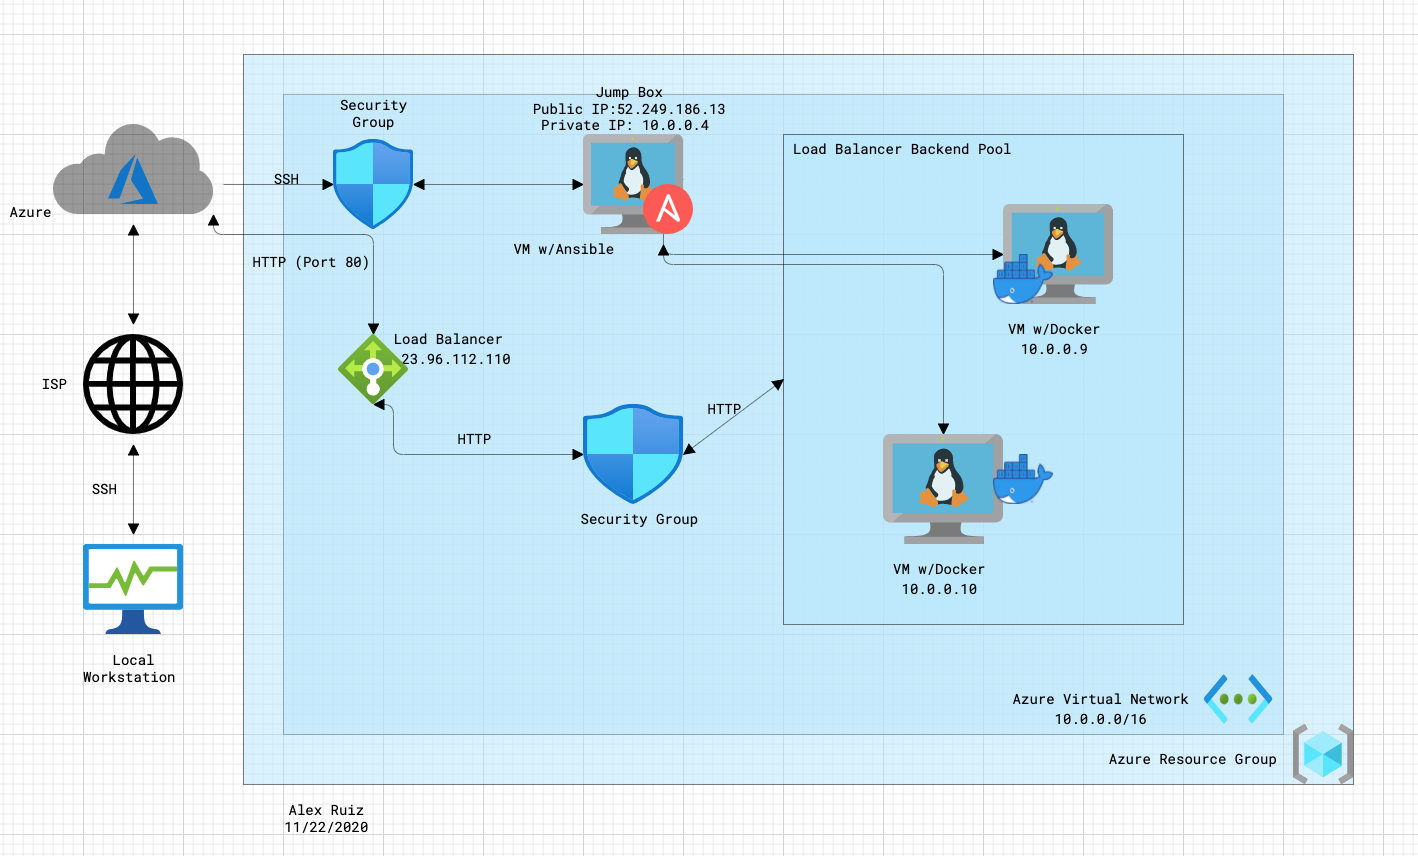 Security
Group
Jump Box
Public IP:52.249.186.13
Private IP: 10.0.0.4
Load Balancer Backend Pool
SSH
Azure
VM w/Ansible
HTTP (Port 80)
VM w/Docker
10.0.0.9
Load Balancer
23.96.112.110
ISP
HTTP
HTTP
SSH
Security Group
VM w/Docker
10.0.0.10
Local
Workstation
Azure Virtual Network
10.0.0.0/16
Azure Resource Group
Alex Ruiz
11/22/2020